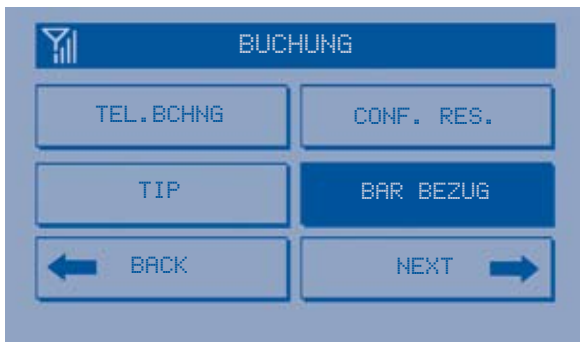 BUCHUNG
TEL.BCHNG
CONF. RES.
TIP
BAR BEZUG
BACK
NEXT